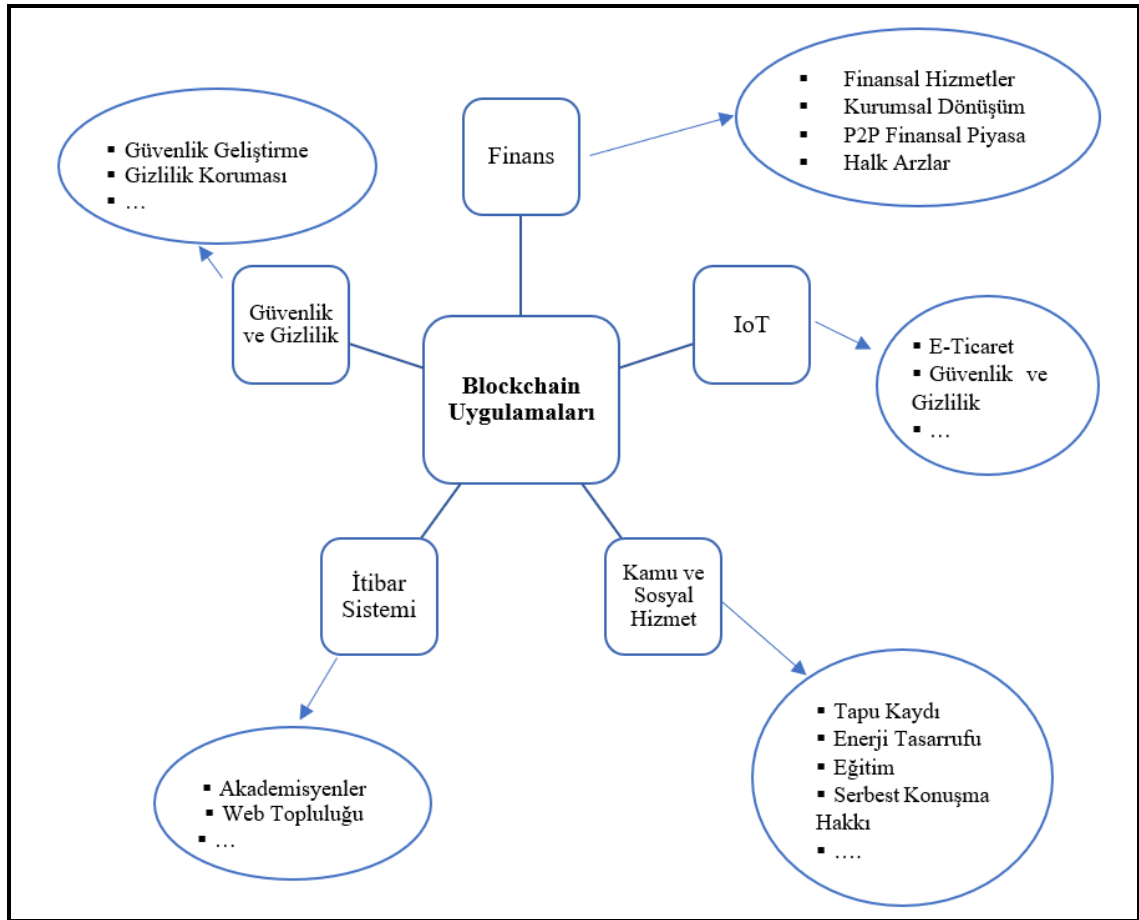 Finans
▪ Finansal Hizmetler
▪ Kurumsal Dönüşüm
▪ P2P Finansal Piyasa
▪ Halk Arzlar
▪ Güvenlik Geliştirme
▪ Gizlilik Koruması
▪ …
Güvenlik
ve Gizlilik
IoT
▪ E-Ticaret
▪ Güvenlik ve
Gizlilik
▪ …
Blockchain
Uygulamaları
İtibar
Sistemi
Kamu ve
Sosyal
Hizmet
▪ Akademisyenler
▪ Web Topluluğu
▪ …
▪ Tapu Kaydı
▪ Enerji Tasarrufu
▪ Eğitim
▪ Serbest Konuşma
Hakkı
▪ ….